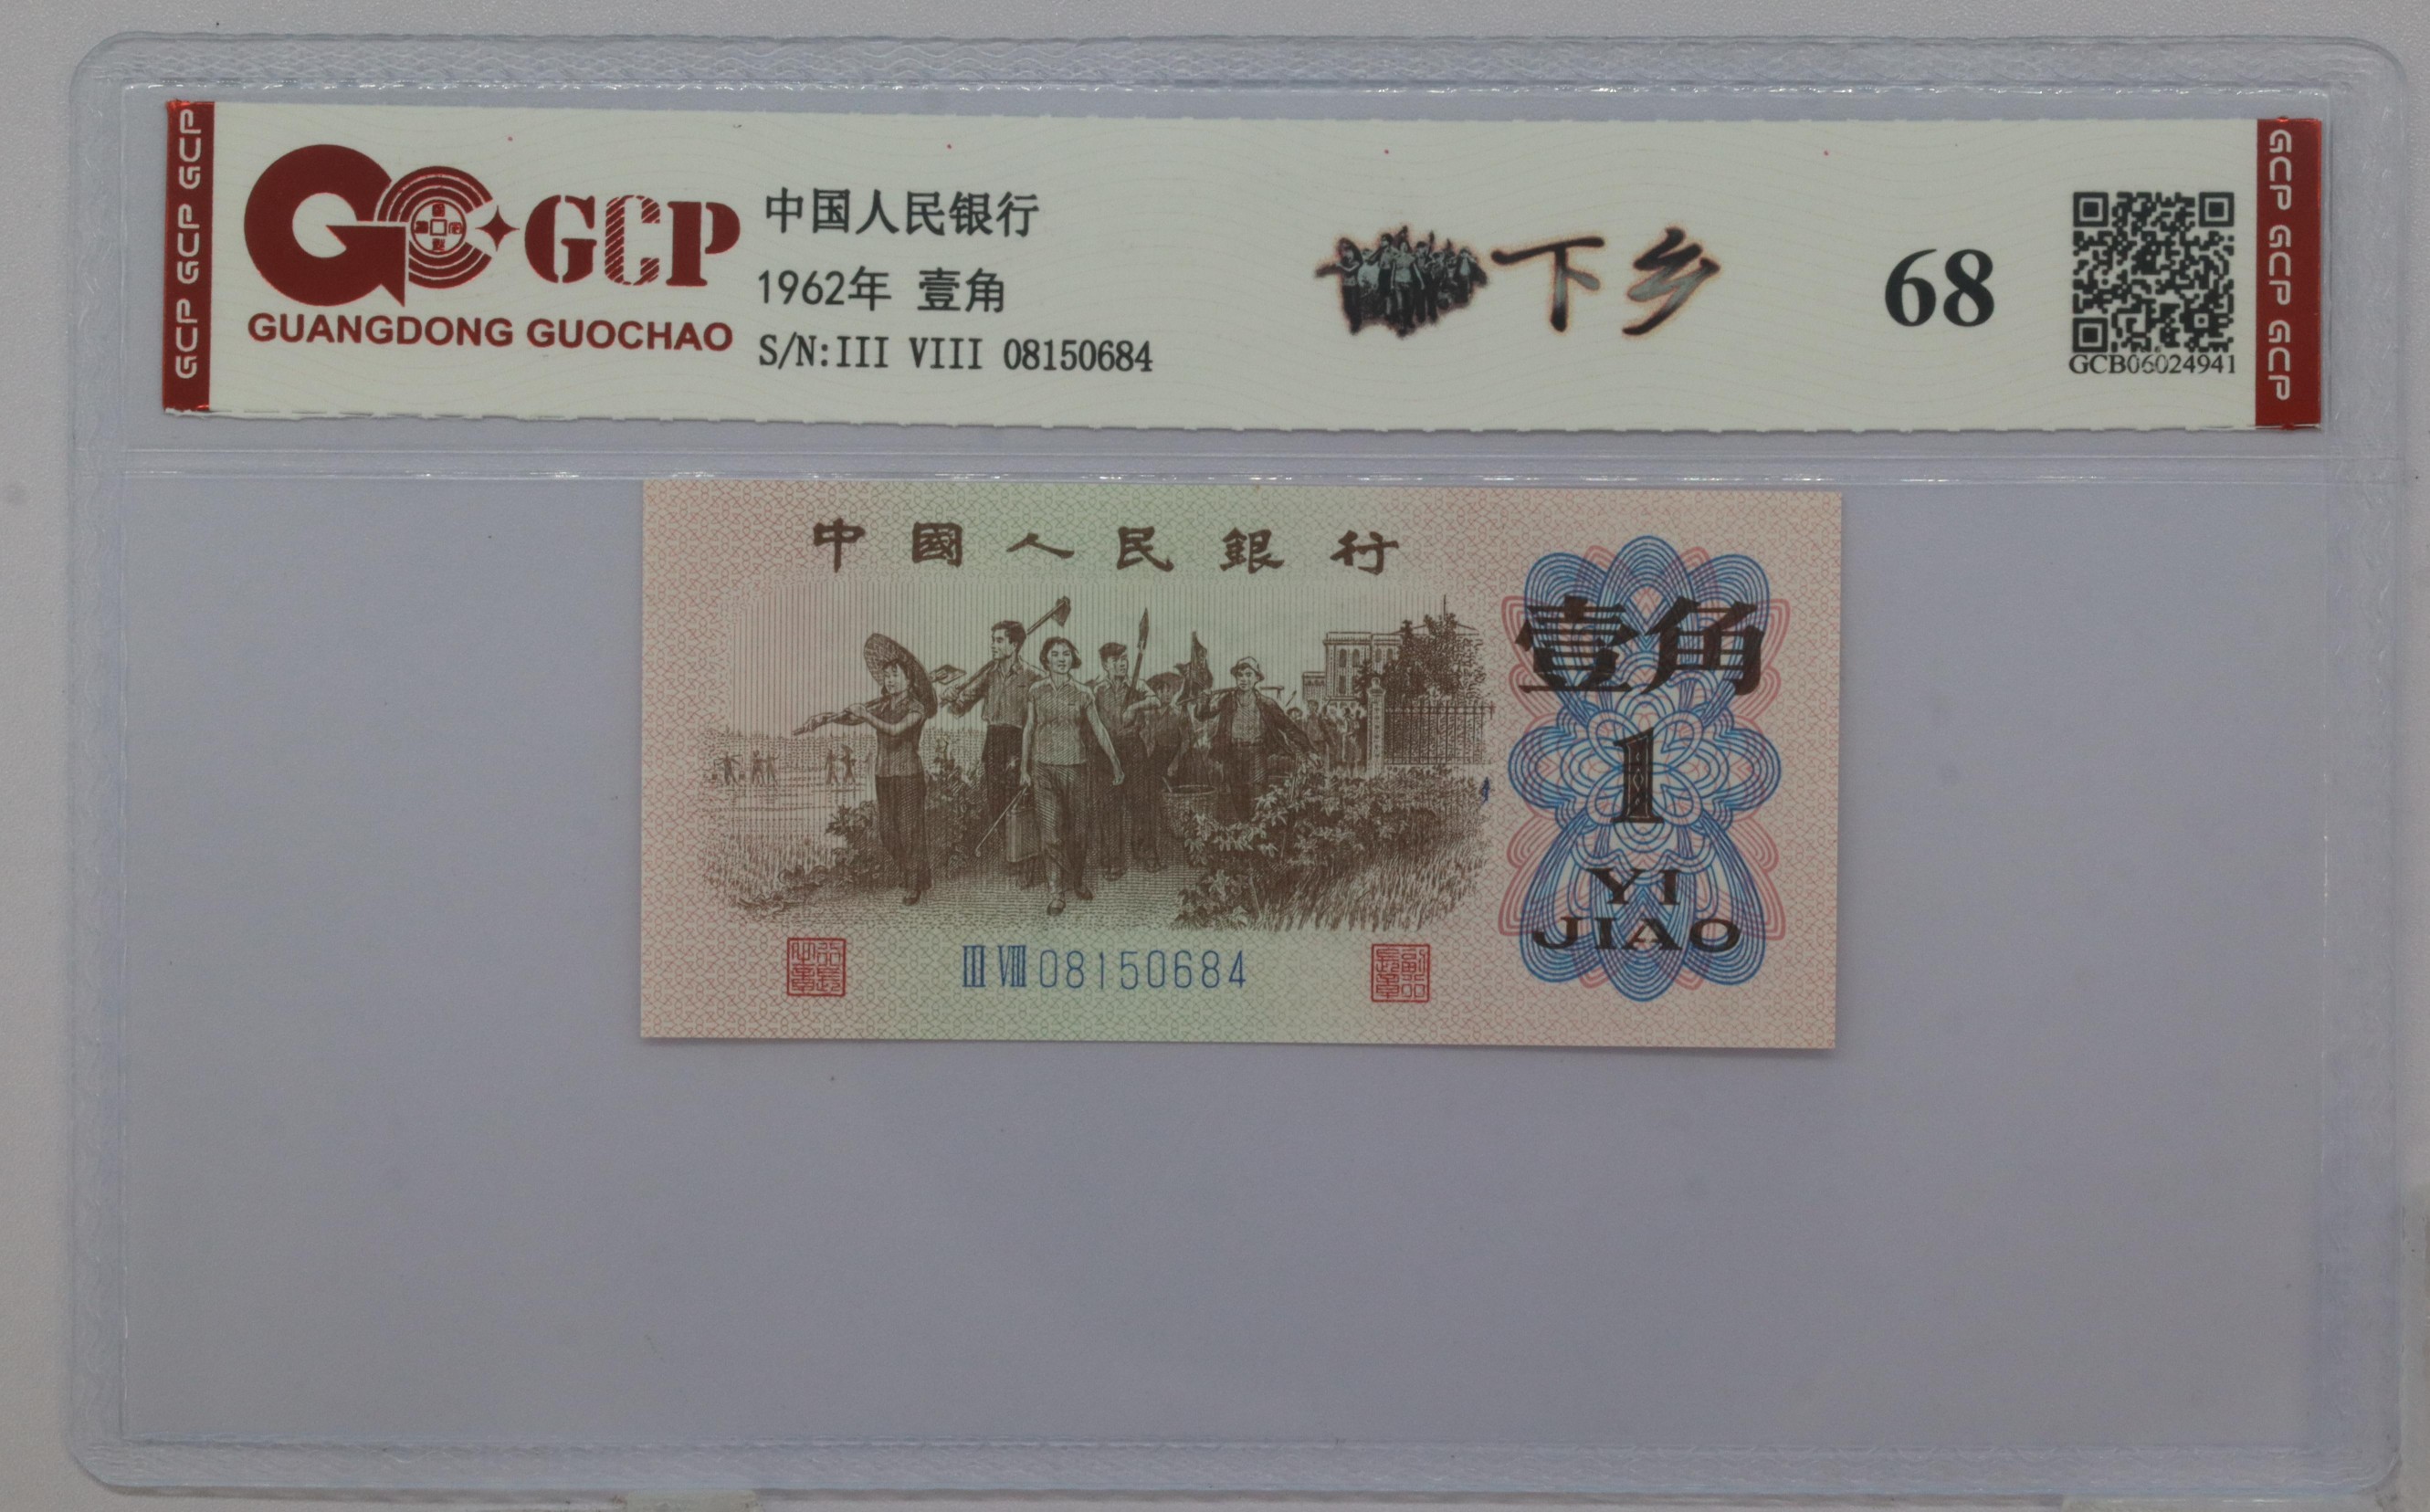 GCP GCP GCP
GCP
GUANGDONG GUOCHAO
中国人民银行
1962年 壹角
S/N:III VIII 08150684
下乡
68
GCB06024941
GCP GCP GCP
中國人民銀行
壹角
1
YI
JIAO
III VIII 08150684